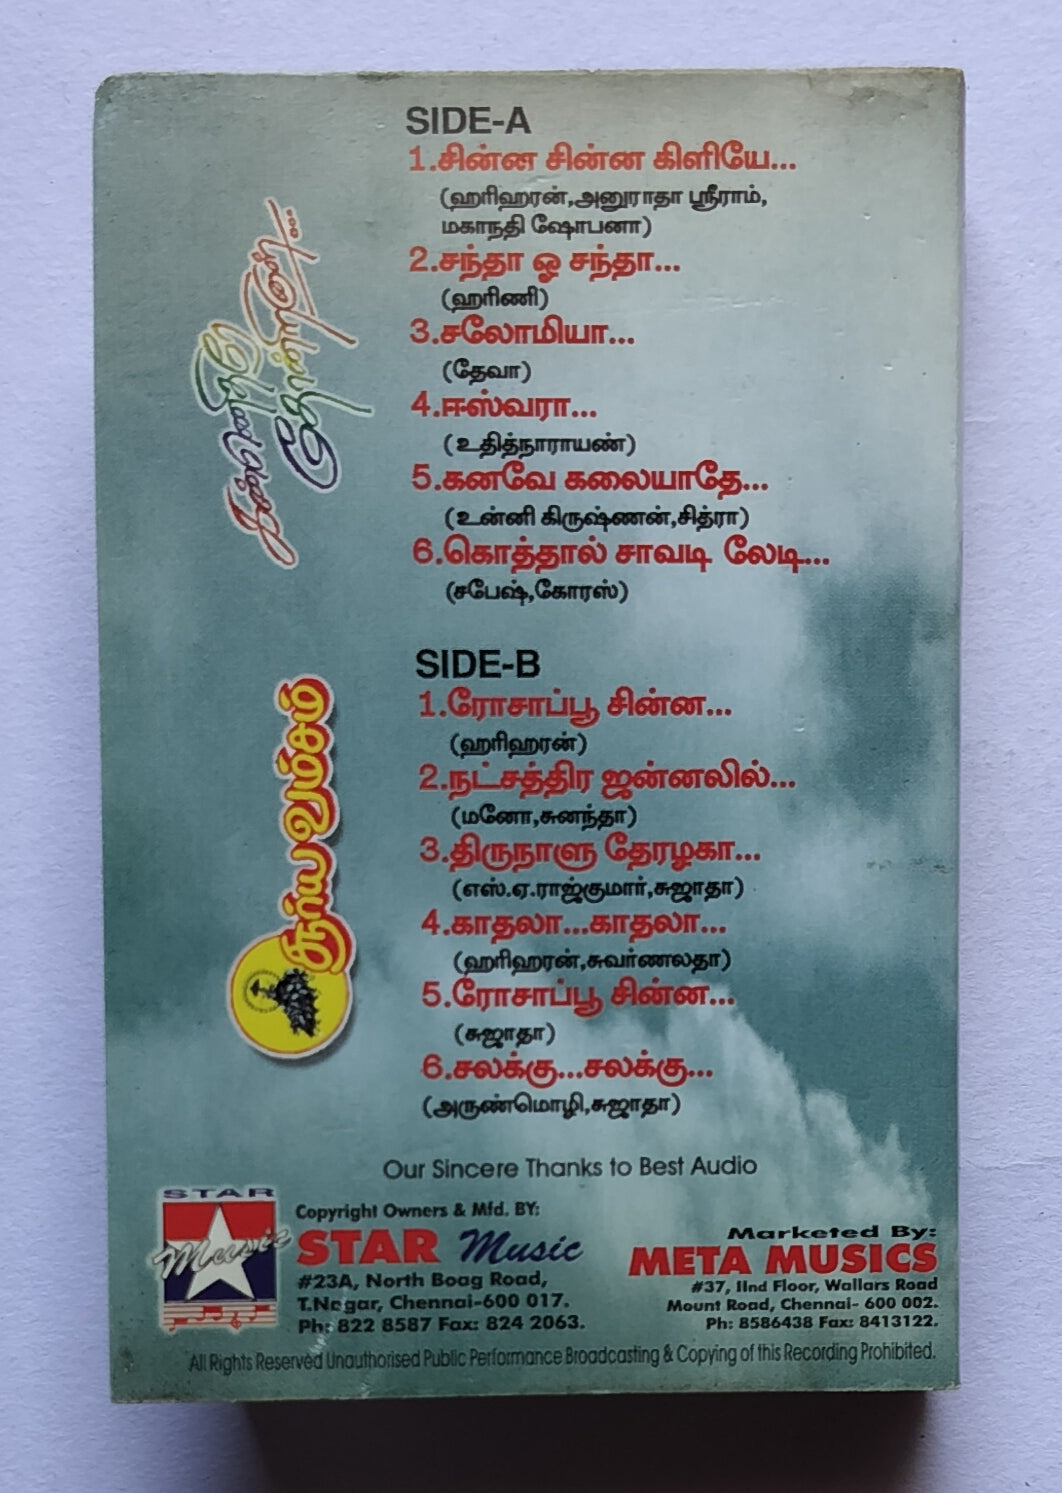 SIDE-A
1.சின்ன சின்ன கிளியே...
(ஹரிஹரன்,அனுராதா ஸ்ரீராம்,
மகாநதி ஷோபனா)
2.சந்தா ஓ சந்தா...
(ஹரிணி)
3.சலோமியா...
(தேவா)
4.ஈஸ்வரா...
(உதித்நாராயண்)
5.கனவே கலையாதே...
(உன்னி கிருஷ்ணன்,சித்ரா)
6.கொத்தால் சாவடி லேடி...
(சபேஷ்,கோரஸ்)
கண்ணெதிரே
தோன்றினாள்...
SIDE-B
1.ரோசாப்பூ சின்ன...
(ஹரிஹரன்)
2.நட்சத்திர ஜன்னலில்...
(மனோ,சுனந்தா)
3.திருநாளு தேரழகா...
(எஸ்.ஏ.ராஜ்குமார்,சுஜாதா)
4.காதலா...காதலா...
(ஹரிஹரன்,சுவர்ணலதா)
5.ரோசாப்பூ சின்ன...
(சுஜாதா)
6.சலக்கு...சலக்கு...
(அருண்மொழி,சுஜாதா)
சூர்யவம்சம்
Our Sincere Thanks to Best Audio
STAR
Music
Copyright Owners & Mfd. BY:
STAR Music
#23A, North Boag Road,
T.Nagar, Chennai-600 017.
Ph: 822 8587 Fax: 824 2063.
Marketed By:
META MUSICS
#37, IInd Floor, Wallars Road
Mount Road, Chennai- 600 002.
Ph: 8586438 Fax: 8413122.
All Rights Reserved Unauthorised Public Performance Broadcasting & Copying of this Recording Prohibited.